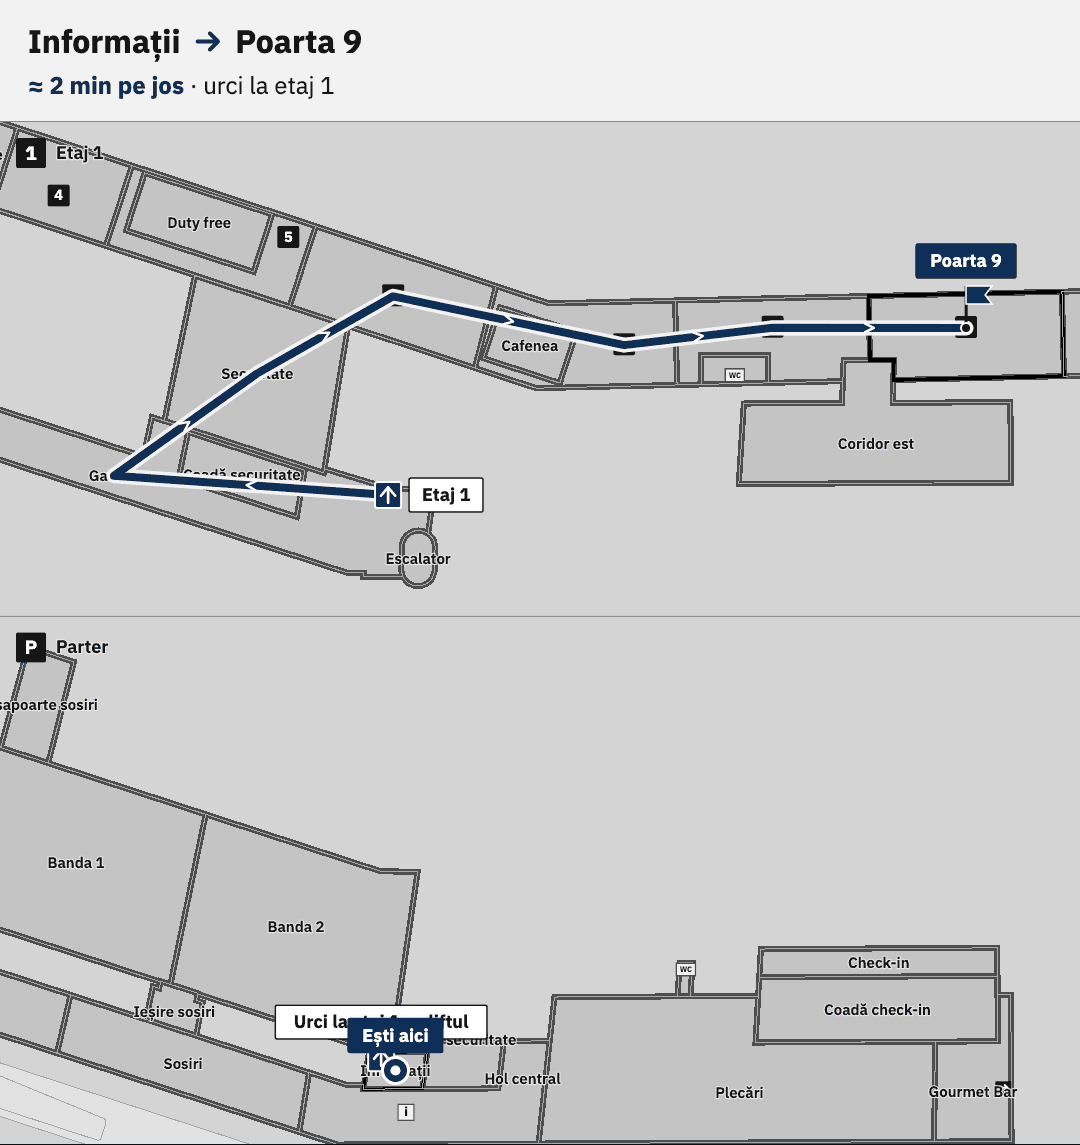 Informații → Poarta 9
≈ 2 min pe jos · urci la etaj 1
1 Etaj 1
4
Duty free
5
Poarta 9
Cafenea
wc
Coridor est
Coadă securitate
Etaj 1
Escalator
P Parter
Banda 1
Banda 2
wc
Check-in
Ieșire sosiri
Coadă check-in
Urci la
Ești aici
securitate
Sosiri
Hol central
Plecări
Gourmet Bar
i